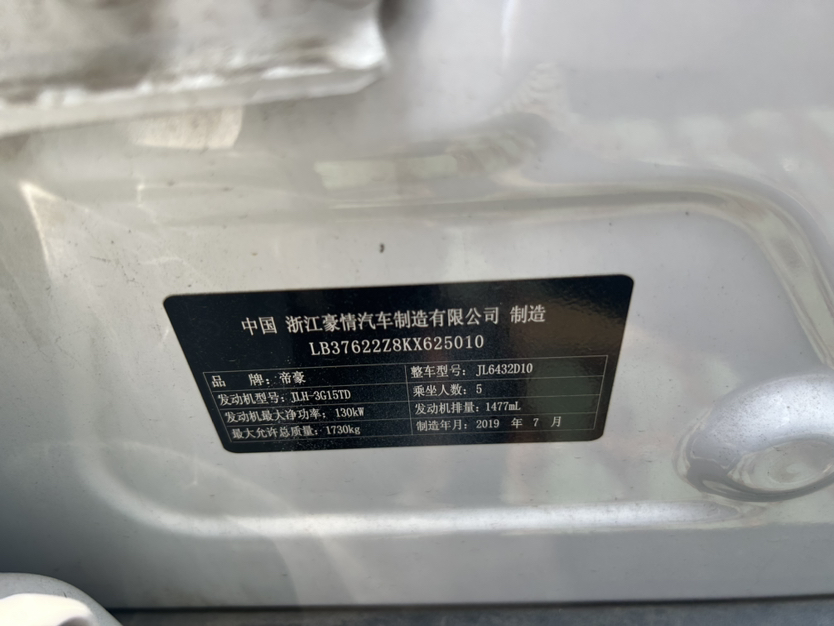 中国 浙江豪情汽车制造有限公司 制造
LB37622Z8KX625010
品 牌：帝豪 整车型号：JL6432D10
发动机型号：JLH-3G15TD 乘坐人数：5
发动机最大净功率：130kW 发动机排量：1477mL
最大允许总质量：1730kg 制造年月：2019 年 7 月